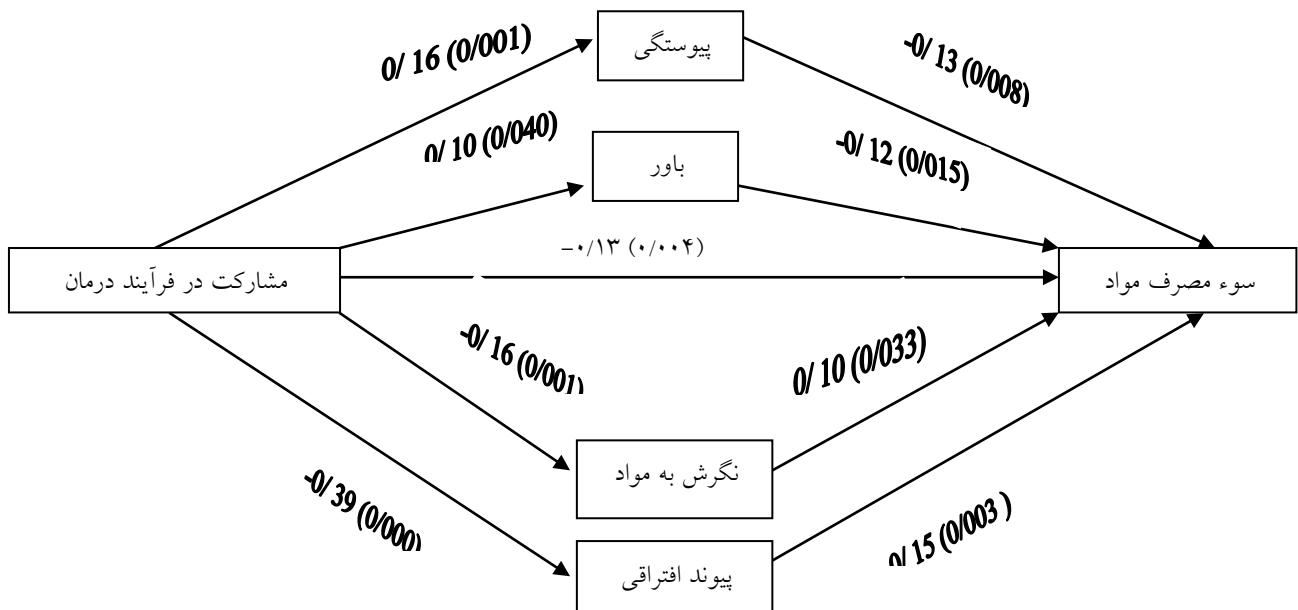 پیوستگی
0/ 16 (0/001)
-0/ 13 (0/008)
0/ 10 (0/040)
باور
-0/ 12 (0/015)
-۰/۱۳ (۰/۰۰۴)
مشارکت در فرآیند درمان
سوء مصرف مواد
-0/ 16 (0/001)
0/ 10 (0/033)
نگرش به مواد
-0/ 39 (0/000)
0/ 15 (0/003 )
پیوند افتراقی